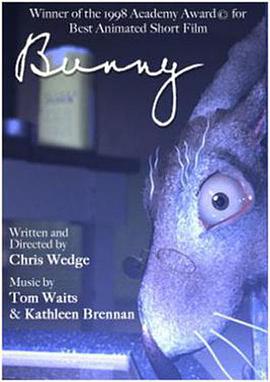 Winner of the 1998 Academy Award© for
Best Animated Short Film
Bunny
Written and
Directed by
Chris Wedge
Music by
Tom Waits
& Kathleen Brennan